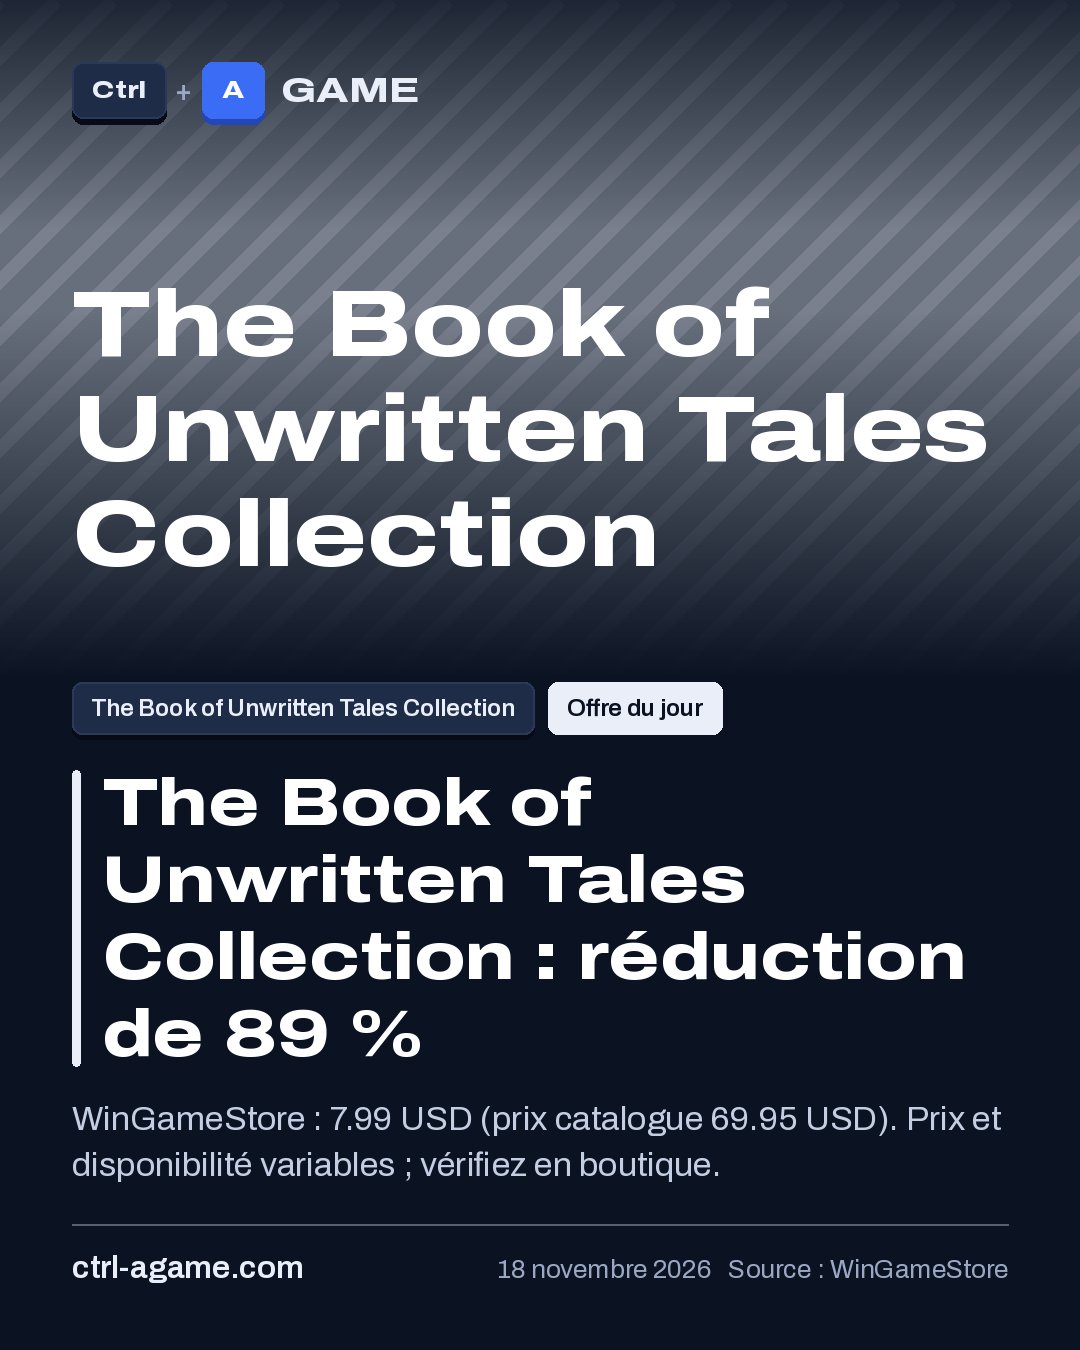 Ctrl + A GAME
The Book of
Unwritten Tales
Collection
The Book of Unwritten Tales Collection Offre du jour
The Book of
Unwritten Tales
Collection : réduction
de 89 %
WinGameStore : 7.99 USD (prix catalogue 69.95 USD). Prix et
disponibilité variables ; vérifiez en boutique.
ctrl-agame.com 18 novembre 2026 Source : WinGameStore